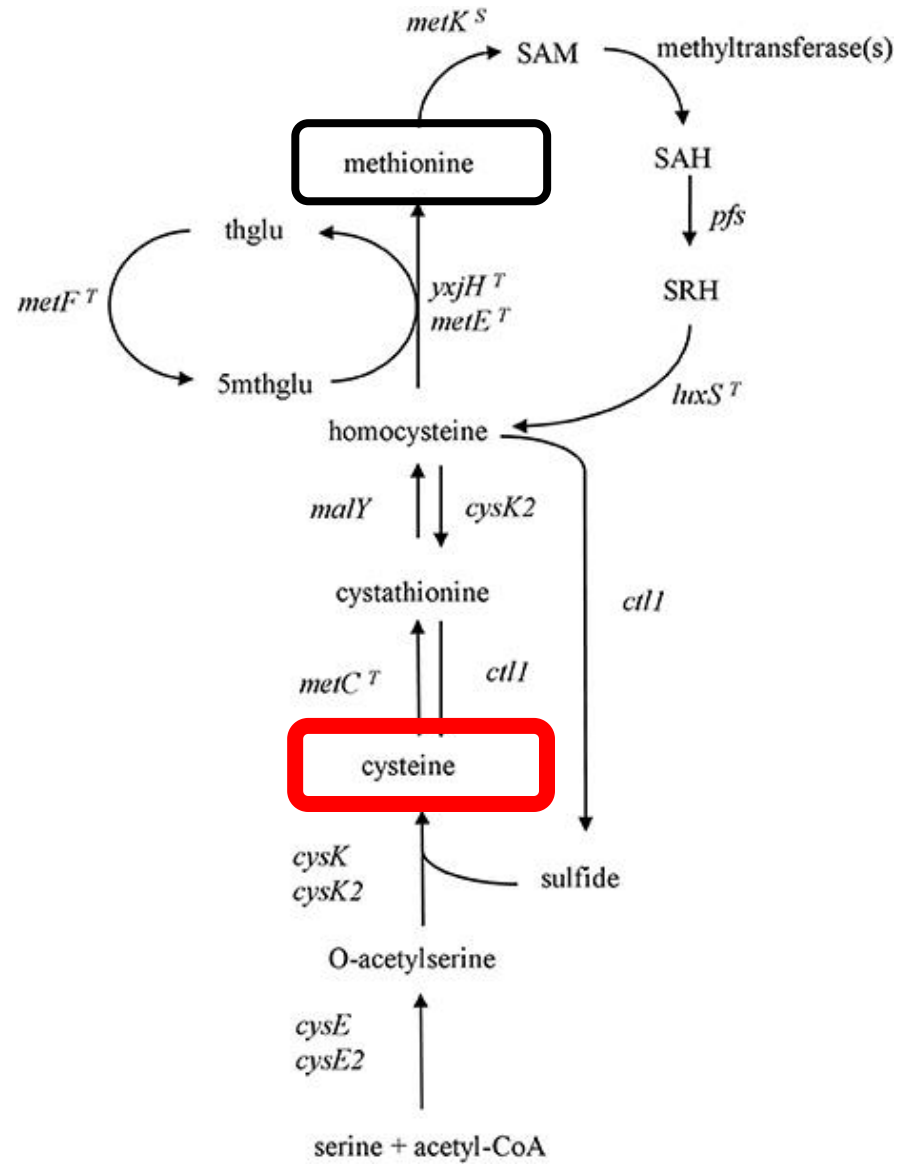 metK S
SAM
methyltransferase(s)
methionine
SAH
pfs
thglu
metF T
yxjH T
metE T
SRH
5mthglu
luxS T
homocysteine
malY
cysK2
cystathionine
ctl1
metC T
ctl1
cysteine
cysK
cysK2
sulfide
O-acetylserine
cysE
cysE2
serine + acetyl-CoA